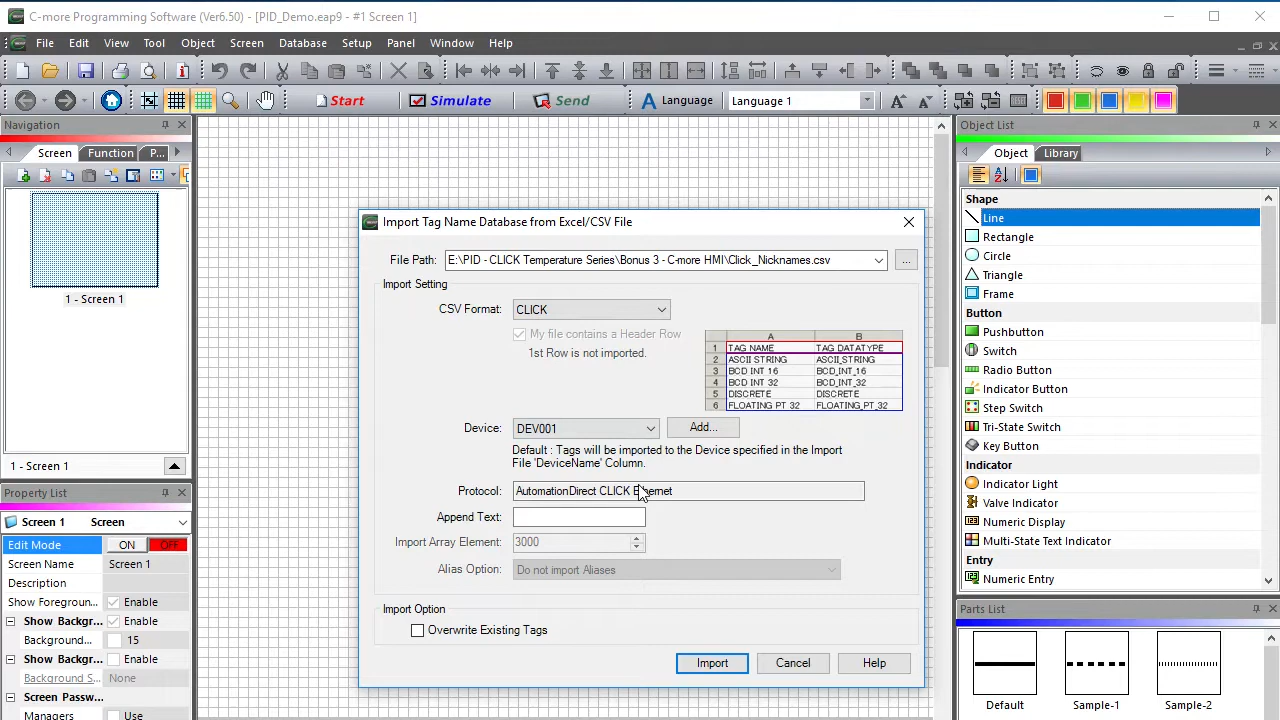 C-more Programming Software (Ver6.50) - [PID_Demo.eap9 - #1 Screen 1]
File Edit View Tool Object Screen Database Setup Panel Window Help
Start Simulate Send Language Language 1
Navigation
Screen Function P...
1 - Screen 1
1 - Screen 1
Property List
Screen 1 Screen
Edit Mode ON OFF
Screen Name Screen 1
Description
Show Foregroun... Enable
Show Backgr... Enable
Background... 15
Show Backgr... Enable
Background S... None
Screen Passw...
Managers Use
Import Tag Name Database from Excel/CSV File
File Path: E:\PID - CLICK Temperature Series\Bonus 3 - C-more HMI\Click_Nicknames.csv ...
Import Setting
CSV Format: CLICK
My file contains a Header Row
1st Row is not imported.
A B
1 TAG NAME TAG DATATYPE
2 ASCII STRING ASCII_STRING
3 BCD INT 16 BCD_INT_16
4 BCD INT 32 BCD_INT_32
5 DISCRETE DISCRETE
6 FLOATING PT 32 FLOATING_PT_32
Device: DEV001 Add...
Default : Tags will be imported to the Device specified in the Import
File 'DeviceName' Column.
Protocol: AutomationDirect CLICK Ethernet
Append Text:
Import Array Element: 3000
Alias Option: Do not import Aliases
Import Option
Overwrite Existing Tags
Import Cancel Help
Object List
Object Library
Shape
Line
Rectangle
Circle
Triangle
Frame
Button
Pushbutton
Switch
Radio Button
Indicator Button
Step Switch
Tri-State Switch
Key Button
Indicator
Indicator Light
Valve Indicator
Numeric Display
Multi-State Text Indicator
Entry
Numeric Entry
Parts List
Default Sample-1 Sample-2